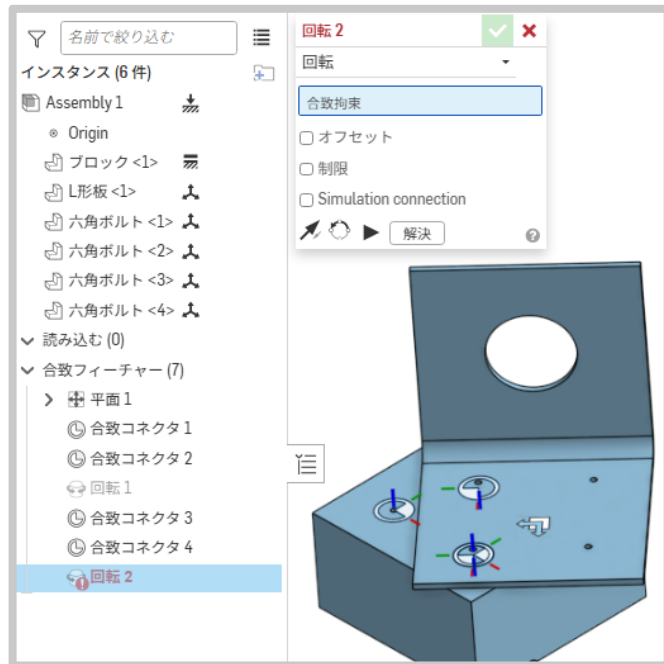 名前で絞り込む
インスタンス (6 件)
Assembly 1
Origin
ブロック <1>
L形板 <1>
六角ボルト <1>
六角ボルト <2>
六角ボルト <3>
六角ボルト <4>
読み込む (0)
合致フィーチャー (7)
平面 1
合致コネクタ 1
合致コネクタ 2
回転 1
合致コネクタ 3
合致コネクタ 4
回転 2
回転 2
回転
合致拘束
オフセット
制限
Simulation connection
解決